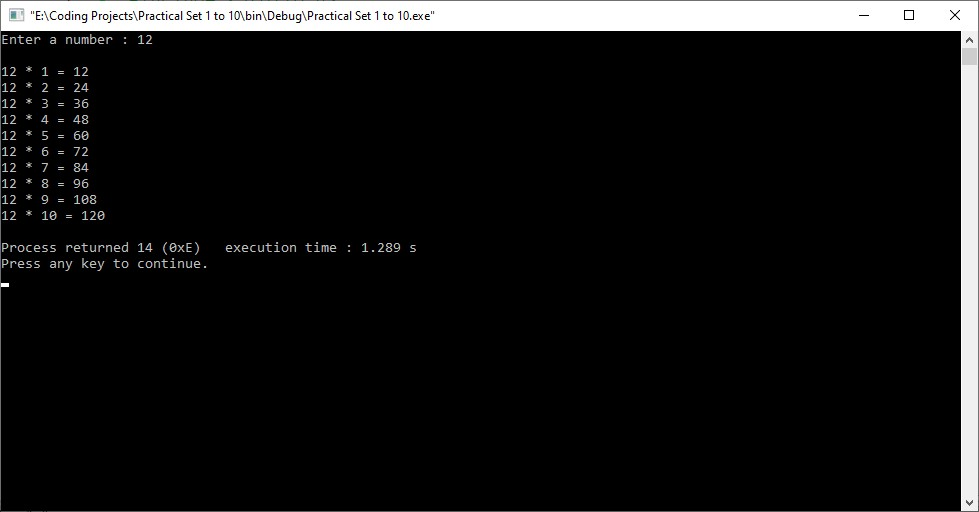 "E:\Coding Projects\Practical Set 1 to 10\bin\Debug\Practical Set 1 to 10.exe"
Enter a number : 12
12 * 1 = 12
12 * 2 = 24
12 * 3 = 36
12 * 4 = 48
12 * 5 = 60
12 * 6 = 72
12 * 7 = 84
12 * 8 = 96
12 * 9 = 108
12 * 10 = 120
Process returned 14 (0xE)   execution time : 1.289 s
Press any key to continue.